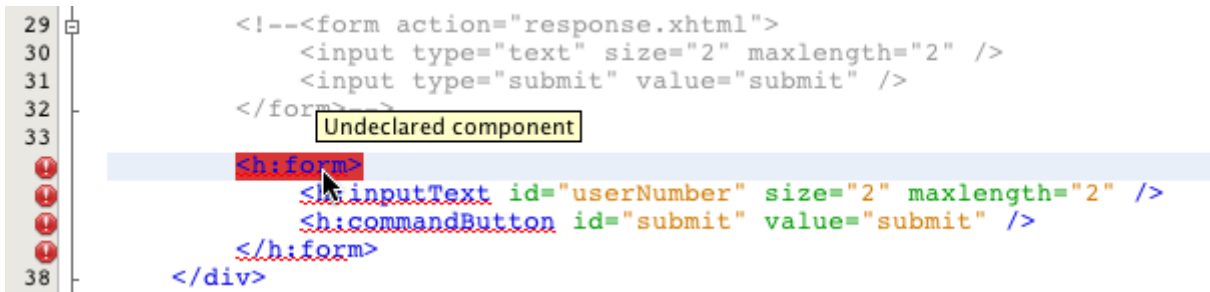 29 <!--<form action="response.xhtml">
30 <input type="text" size="2" maxlength="2" />
31 <input type="submit" value="submit" />
32 </form>-->
Undeclared component
33
<h:form>
<h:inputText id="userNumber" size="2" maxlength="2" />
<h:commandButton id="submit" value="submit" />
</h:form>
38 </div>